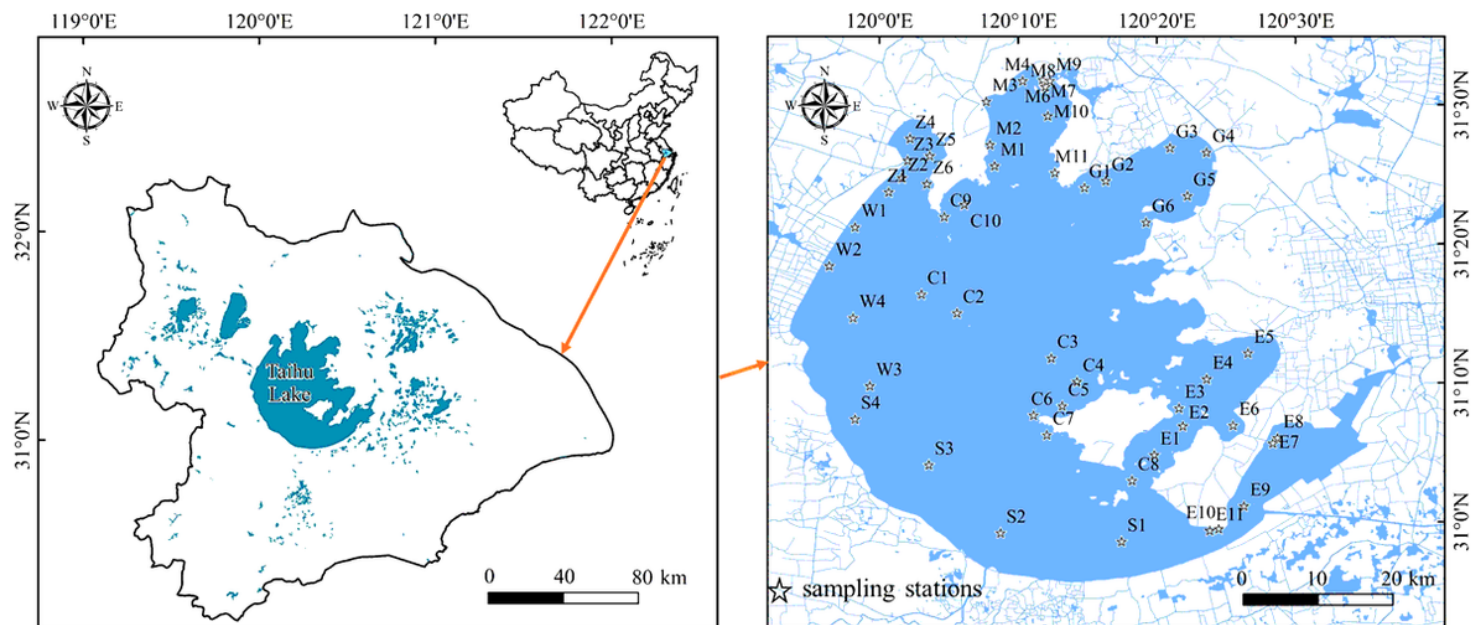 119°0'E 120°0'E 121°0'E 122°0'E
N
W E
S
32°0'N
31°0'N
Taihu
Lake
0 40 80 km
120°0'E 120°10'E 120°20'E 120°30'E
N
W E
S
31°30'N
31°20'N
31°10'N
31°0'N
M4 M8 M9
M3 M6 M7
M10
Z4
Z3 Z5
M2
G3 G4
Z1 Z2 Z6
M1
M11 G1 G2
G5
W1
C9
C10
G6
W2
C1
C2
W4
C3
C4
E5
E4
W3
C5
E3
S4
C6
C7
E2
E6
E8
E7
E1
S3
C8
E9
S2
S1
E10 E11
sampling stations
0 10 20 km